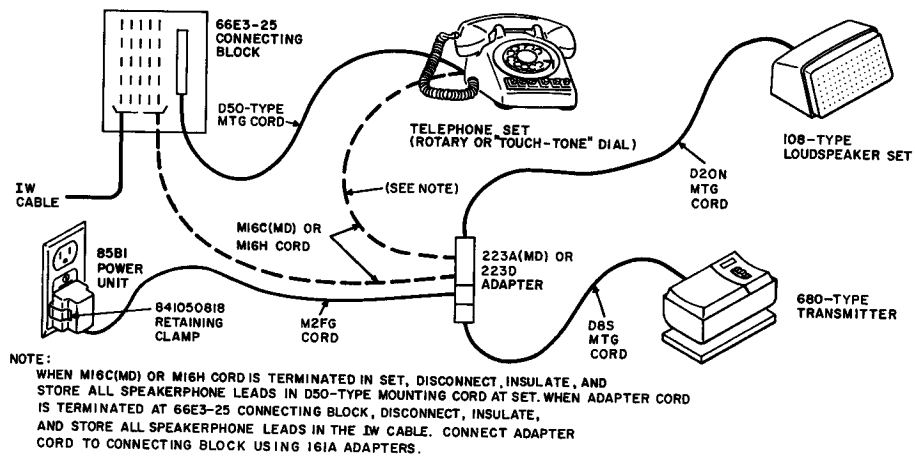 66E3-25
CONNECTING
BLOCK
D50-TYPE
MTG CORD
TELEPHONE SET
(ROTARY OR "TOUCH-TONE" DIAL)
108-TYPE
LOUDSPEAKER SET
IW
CABLE
(SEE NOTE)
D20N
MTG
CORD
M16C(MD) OR
M16H CORD
85B1
POWER
UNIT
223A(MD) OR
223D
ADAPTER
841050818
RETAINING
CLAMP
M2FG
CORD
D8S
MTG
CORD
680-TYPE
TRANSMITTER
NOTE:
WHEN M16C(MD) OR M16H CORD IS TERMINATED IN SET, DISCONNECT, INSULATE, AND
STORE ALL SPEAKERPHONE LEADS IN D50-TYPE MOUNTING CORD AT SET. WHEN ADAPTER CORD
IS TERMINATED AT 66E3-25 CONNECTING BLOCK, DISCONNECT, INSULATE,
AND STORE ALL SPEAKERPHONE LEADS IN THE IW CABLE. CONNECT ADAPTER
CORD TO CONNECTING BLOCK USING 161A ADAPTERS.